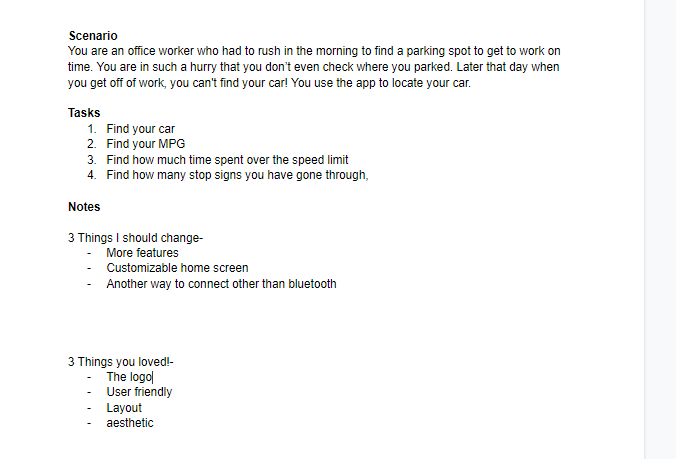 Scenario
You are an office worker who had to rush in the morning to find a parking spot to get to work on
time. You are in such a hurry that you don't even check where you parked. Later that day when
you get off of work, you can't find your car! You use the app to locate your car.
Tasks
1. Find your car
2. Find your MPG
3. Find how much time spent over the speed limit
4. Find how many stop signs you have gone through,
Notes
3 Things I should change-
- More features
- Customizable home screen
- Another way to connect other than bluetooth
3 Things you loved!-
- The logo
- User friendly
- Layout
- aesthetic